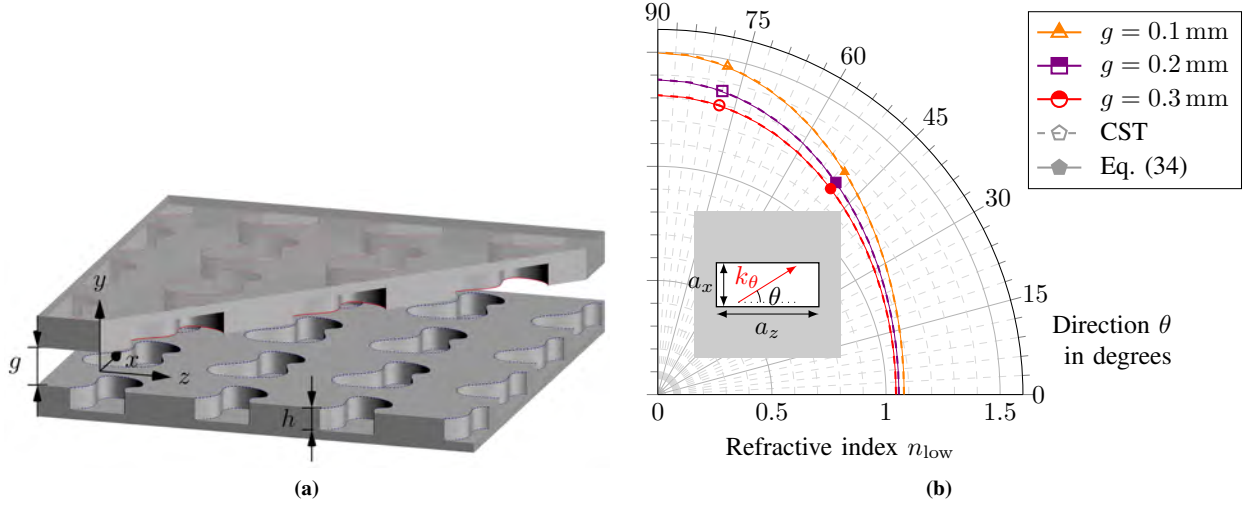 y
x
z
g
h
(a)
90
75
60
45
30
15
0
0
0.5
1
1.5
g = 0.1 mm
g = 0.2 mm
g = 0.3 mm
CST
Eq. (34)
a_x
k_θ
θ
a_z
Direction θ
in degrees
Refractive index n_low
(b)